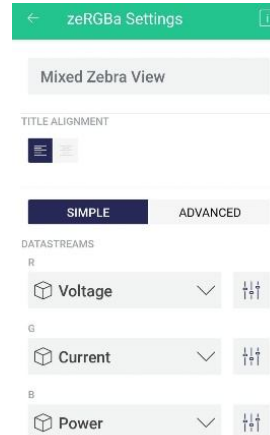 zeRGBa Settings
Mixed Zebra View
TITLE ALIGNMENT
SIMPLE ADVANCED
DATASTREAMS
R
Voltage
G
Current
B
Power